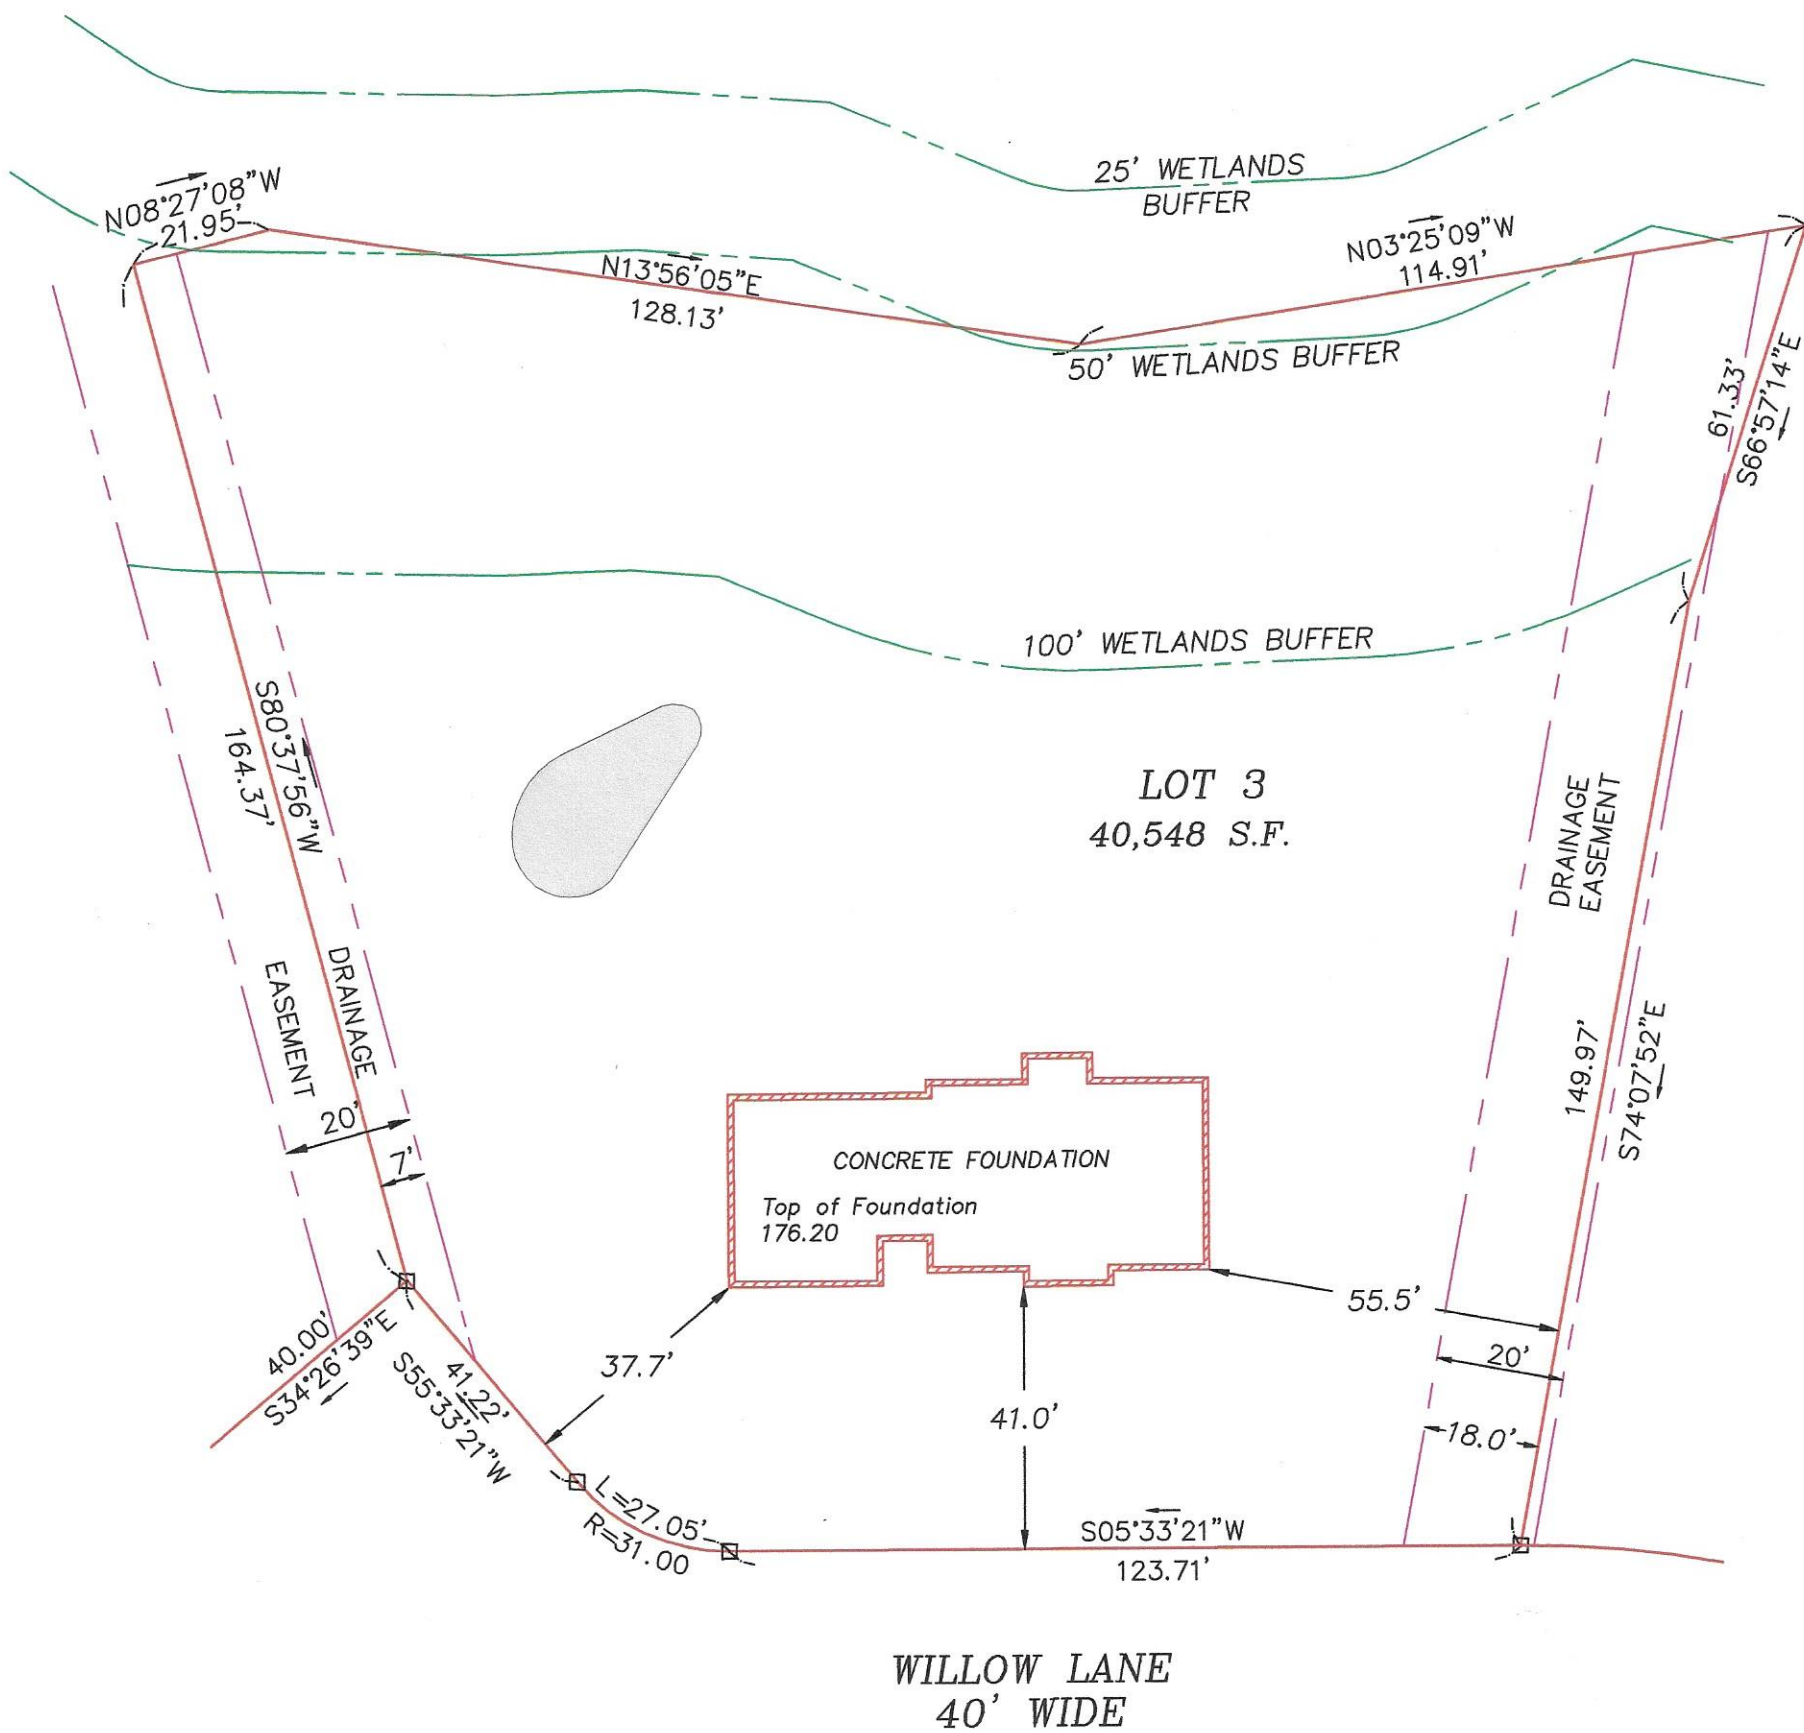 25' WETLANDS
BUFFER
N08°27'08"W
21.95'
N03°25'09"W
114.91'
N13°56'05"E
128.13'
50' WETLANDS BUFFER
61.33'
S66°57'14"E
100' WETLANDS BUFFER
S80°37'56"W
164.37'
LOT 3
40,548 S.F.
DRAINAGE
EASEMENT
DRAINAGE
EASEMENT
149.97'
S74°07'52"E
20'
7'
CONCRETE FOUNDATION
Top of Foundation
176.20
40.00'
S34°26'39"E
41.22'
S55°33'21"W
37.7'
55.5'
20'
41.0'
18.0'
L=27.05'
R=31.00
S05°33'21"W
123.71'
WILLOW LANE
40' WIDE